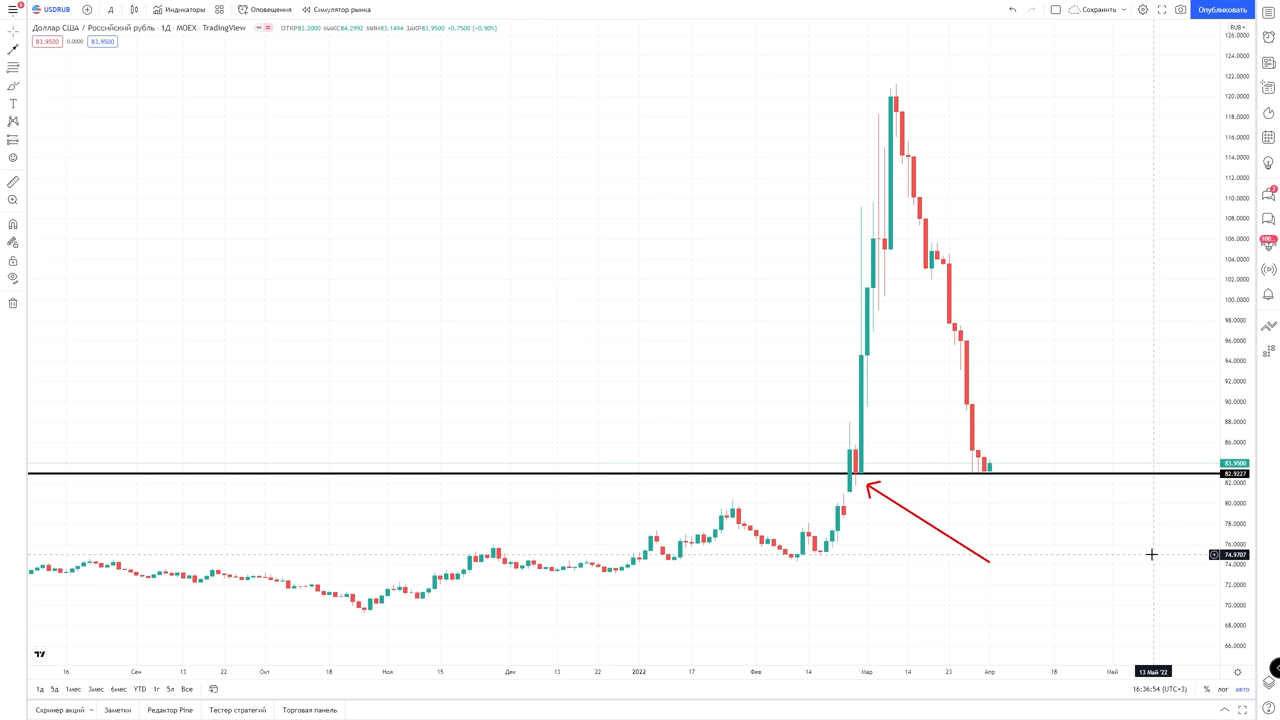 USDRUB
Д
Индикаторы
Оповещения
Симулятор рынка
Сохранить
Опубликовать
Доллар США / Российский рубль · 1Д · MOEX · TradingView
ОТКР83.2000 МАКС84.2992 МИН83.1494 ЗАКР83.9500 +0.7500 (+0.90%)
83.9500 0.0000 83.9500
RUB
126.0000
124.0000
122.0000
120.0000
118.0000
116.0000
114.0000
112.0000
110.0000
108.0000
106.0000
104.0000
102.0000
100.0000
98.0000
96.0000
94.0000
92.0000
90.0000
88.0000
86.0000
83.9500
82.9227
82.0000
80.0000
78.0000
76.0000
74.9707
74.0000
72.0000
70.0000
68.0000
66.0000
16 Сен 13 22 Окт 18 Ноя 15 Дек 13 22 2022 17 Фев 14 Мар 14 23 Апр 18 Май 13 Май '22
1д 5д 1мес 3мес 6мес YTD 1г 5л Все
16:36:54 (UTC+3) % лог авто
Скринер акций Заметки Редактор Pine Тестер стратегий Торговая панель
2
100...